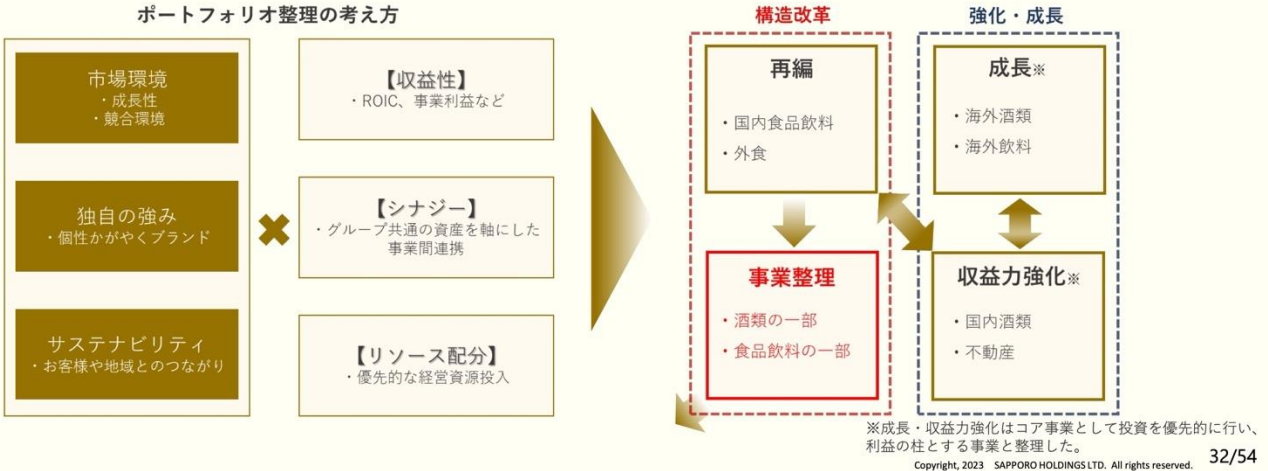 ポートフォリオ整理の考え方
市場環境
・成長性
・競合環境
独自の強み
・個性かがやくブランド
サステナビリティ
・お客様や地域とのつながり
【収益性】
・ROIC、事業利益など
【シナジー】
・グループ共通の資産を軸にした
事業間連携
【リソース配分】
・優先的な経営資源投入
構造改革
再編
・国内食品飲料
・外食
事業整理
・酒類の一部
・食品飲料の一部
強化・成長
成長※
・海外酒類
・海外飲料
収益力強化※
・国内酒類
・不動産
※成長・収益力強化はコア事業として投資を優先的に行い、
利益の柱とする事業と整理した。
32/54
Copyright, 2023 SAPPORO HOLDINGS LTD. All rights reserved.